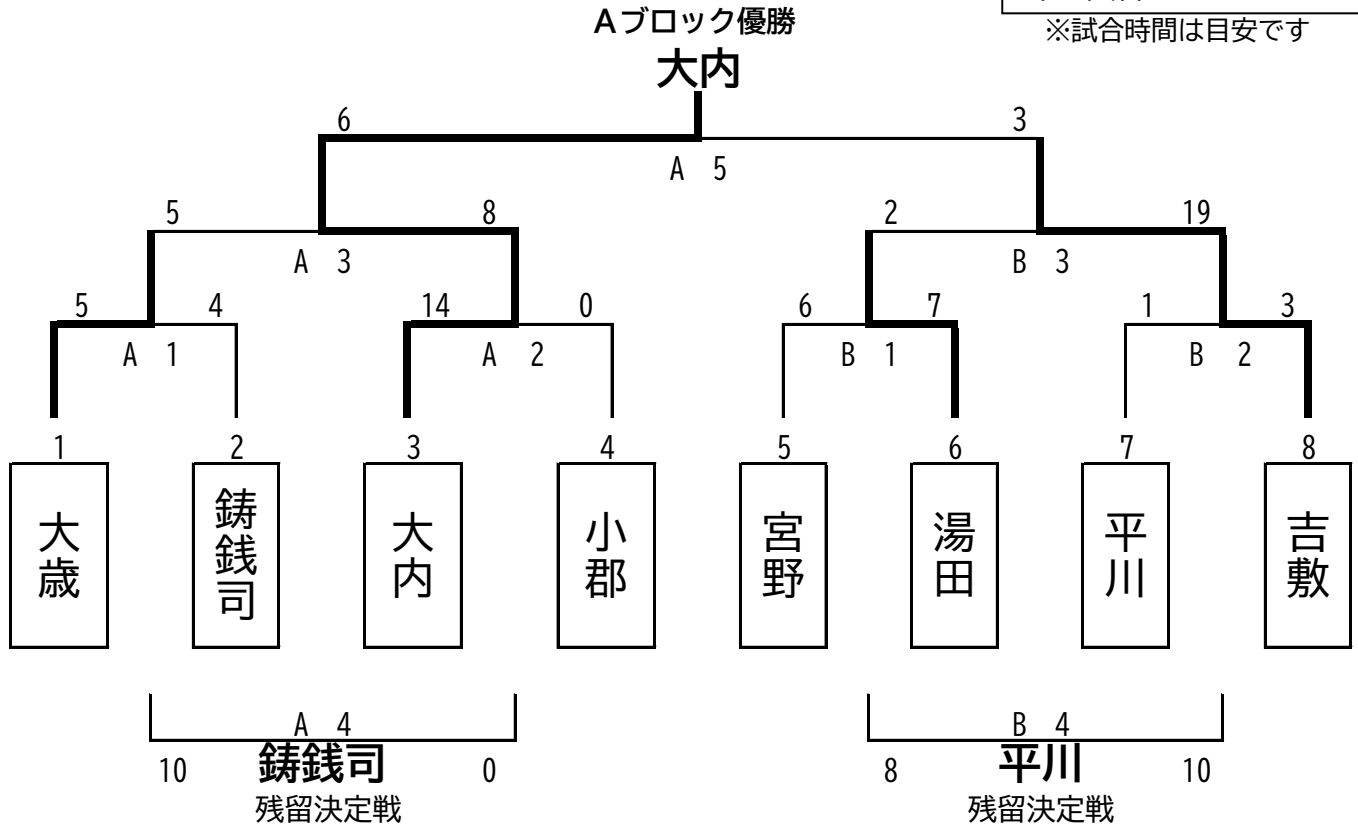 Aブロック優勝
※試合時間は目安です
大内
6 3
A 5
5 8 2 19
A 3 B 3
5 4 14 0 6 7 1 3
A 1 A 2 B 1 B 2
1 2 3 4 5 6 7 8
大歳 鋳銭司 大内 小郡 宮野 湯田 平川 吉敷
A 4 B 4
10 鋳銭司 0 8 平川 10
残留決定戦 残留決定戦